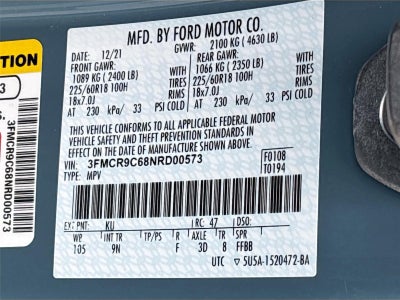 MFD. BY FORD MOTOR CO.
12/21 GVWR: 2100 KG ( 4630 LB)
FRONT GAWR: REAR GAWR:
1089 KG ( 2400 LB) WITH 1066 KG ( 2350 LB) WITH
225/60R18 100H TIRES 225/60R18 100H TIRES
18x7.0J RIMS 18x7.0J RIMS
AT 230 kPa/ 33 PSI COLD AT 230 kPa/ 33 PSI COLD
THIS VEHICLE CONFORMS TO ALL APPLICABLE FEDERAL MOTOR
VEHICLE SAFETY AND THEFT PREVENTION STANDARDS IN
EFFECT ON THE DATE OF MANUFACTURE SHOWN ABOVE.
VIN: 3FMCR9C68NRD00573 F0108
TYPE: MPV T0194
EXT PNT: KU RC: 47 DSO:
WB INT TR TP/PS R AXLE TR SPRING
105 9N F 3D 8 FFBB
UTC 5U5A-1520472-BA
TION
3
3FMCR9C68NRD00573